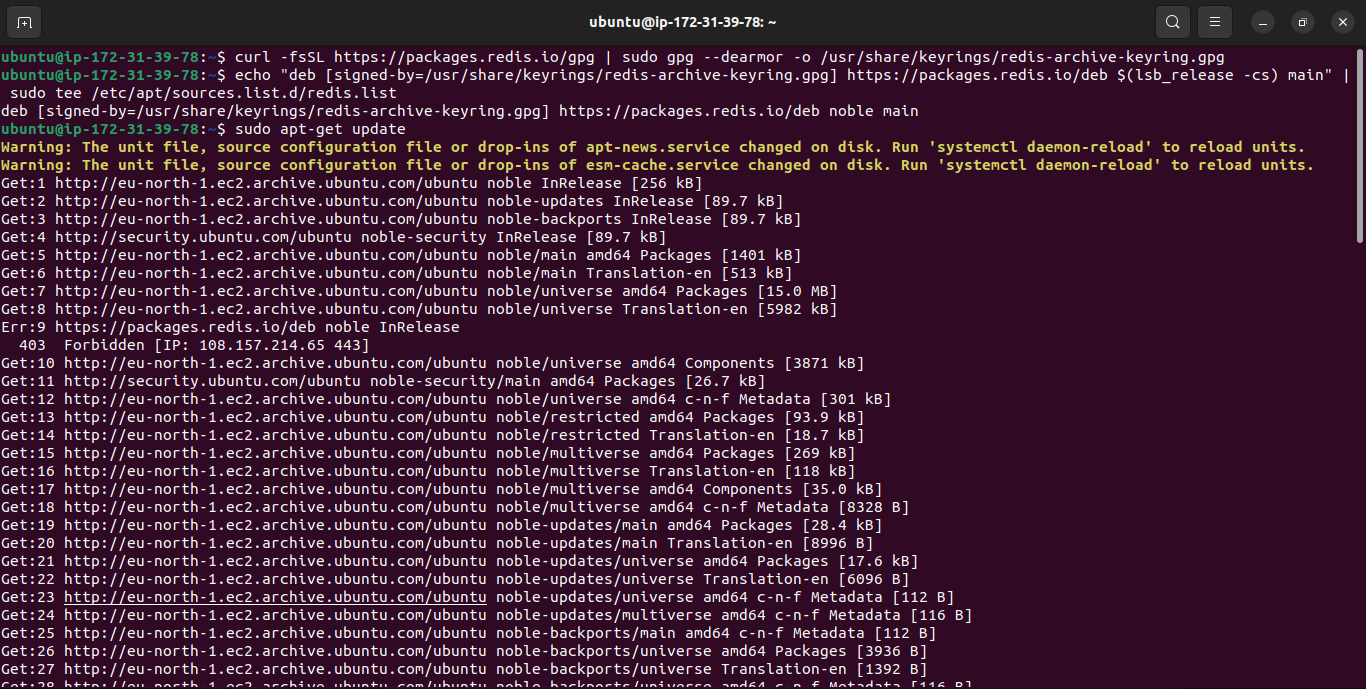 ubuntu@ip-172-31-39-78: ~
ubuntu@ip-172-31-39-78:~$ curl -fsSL https://packages.redis.io/gpg | sudo gpg --dearmor -o /usr/share/keyrings/redis-archive-keyring.gpg
ubuntu@ip-172-31-39-78:~$ echo "deb [signed-by=/usr/share/keyrings/redis-archive-keyring.gpg] https://packages.redis.io/deb $(lsb_release -cs) main" |
 sudo tee /etc/apt/sources.list.d/redis.list
deb [signed-by=/usr/share/keyrings/redis-archive-keyring.gpg] https://packages.redis.io/deb noble main
ubuntu@ip-172-31-39-78:~$ sudo apt-get update
Warning: The unit file, source configuration file or drop-ins of apt-news.service changed on disk. Run 'systemctl daemon-reload' to reload units.
Warning: The unit file, source configuration file or drop-ins of esm-cache.service changed on disk. Run 'systemctl daemon-reload' to reload units.
Get:1 http://eu-north-1.ec2.archive.ubuntu.com/ubuntu noble InRelease [256 kB]
Get:2 http://eu-north-1.ec2.archive.ubuntu.com/ubuntu noble-updates InRelease [89.7 kB]
Get:3 http://eu-north-1.ec2.archive.ubuntu.com/ubuntu noble-backports InRelease [89.7 kB]
Get:4 http://security.ubuntu.com/ubuntu noble-security InRelease [89.7 kB]
Get:5 http://eu-north-1.ec2.archive.ubuntu.com/ubuntu noble/main amd64 Packages [1401 kB]
Get:6 http://eu-north-1.ec2.archive.ubuntu.com/ubuntu noble/main Translation-en [513 kB]
Get:7 http://eu-north-1.ec2.archive.ubuntu.com/ubuntu noble/universe amd64 Packages [15.0 MB]
Get:8 http://eu-north-1.ec2.archive.ubuntu.com/ubuntu noble/universe Translation-en [5982 kB]
Err:9 https://packages.redis.io/deb noble InRelease
  403  Forbidden [IP: 108.157.214.65 443]
Get:10 http://eu-north-1.ec2.archive.ubuntu.com/ubuntu noble/universe amd64 Components [3871 kB]
Get:11 http://security.ubuntu.com/ubuntu noble-security/main amd64 Packages [26.7 kB]
Get:12 http://eu-north-1.ec2.archive.ubuntu.com/ubuntu noble/universe amd64 c-n-f Metadata [301 kB]
Get:13 http://eu-north-1.ec2.archive.ubuntu.com/ubuntu noble/restricted amd64 Packages [93.9 kB]
Get:14 http://eu-north-1.ec2.archive.ubuntu.com/ubuntu noble/restricted Translation-en [18.7 kB]
Get:15 http://eu-north-1.ec2.archive.ubuntu.com/ubuntu noble/multiverse amd64 Packages [269 kB]
Get:16 http://eu-north-1.ec2.archive.ubuntu.com/ubuntu noble/multiverse Translation-en [118 kB]
Get:17 http://eu-north-1.ec2.archive.ubuntu.com/ubuntu noble/multiverse amd64 Components [35.0 kB]
Get:18 http://eu-north-1.ec2.archive.ubuntu.com/ubuntu noble/multiverse amd64 c-n-f Metadata [8328 B]
Get:19 http://eu-north-1.ec2.archive.ubuntu.com/ubuntu noble-updates/main amd64 Packages [28.4 kB]
Get:20 http://eu-north-1.ec2.archive.ubuntu.com/ubuntu noble-updates/main Translation-en [8996 B]
Get:21 http://eu-north-1.ec2.archive.ubuntu.com/ubuntu noble-updates/universe amd64 Packages [17.6 kB]
Get:22 http://eu-north-1.ec2.archive.ubuntu.com/ubuntu noble-updates/universe Translation-en [6096 B]
Get:23 http://eu-north-1.ec2.archive.ubuntu.com/ubuntu noble-updates/universe amd64 c-n-f Metadata [112 B]
Get:24 http://eu-north-1.ec2.archive.ubuntu.com/ubuntu noble-updates/multiverse amd64 c-n-f Metadata [116 B]
Get:25 http://eu-north-1.ec2.archive.ubuntu.com/ubuntu noble-backports/main amd64 c-n-f Metadata [112 B]
Get:26 http://eu-north-1.ec2.archive.ubuntu.com/ubuntu noble-backports/universe amd64 Packages [3936 B]
Get:27 http://eu-north-1.ec2.archive.ubuntu.com/ubuntu noble-backports/universe Translation-en [1392 B]
Get:28 http://eu-north-1.ec2.archive.ubuntu.com/ubuntu